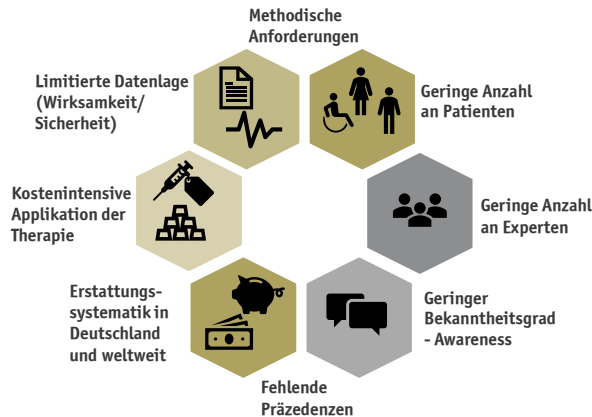 Methodische
Anforderungen
Limitierte Datenlage
(Wirksamkeit/
Sicherheit)
Geringe Anzahl
an Patienten
Kostenintensive
Applikation der
Therapie
Geringe Anzahl
an Experten
Erstattungs-
systematik in
Deutschland
und weltweit
Geringer
Bekanntheitsgrad
- Awareness
Fehlende
Präzedenzen